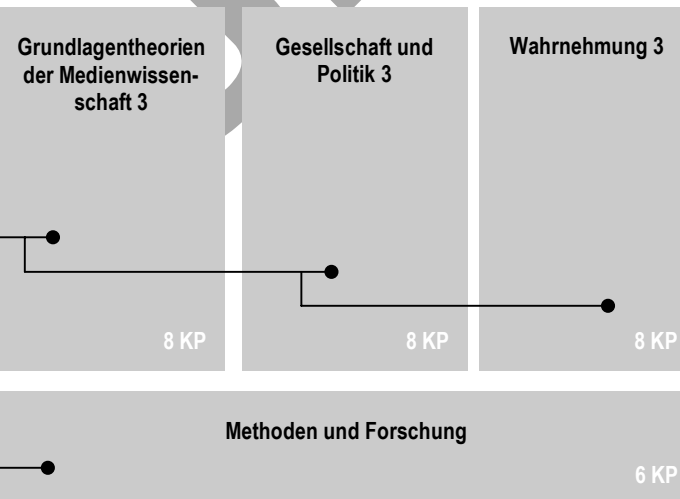 Grundlagentheorien
der Medienwissen-
schaft 3
8 KP
Gesellschaft und
Politik 3
8 KP
Wahrnehmung 3
8 KP
Methoden und Forschung
6 KP